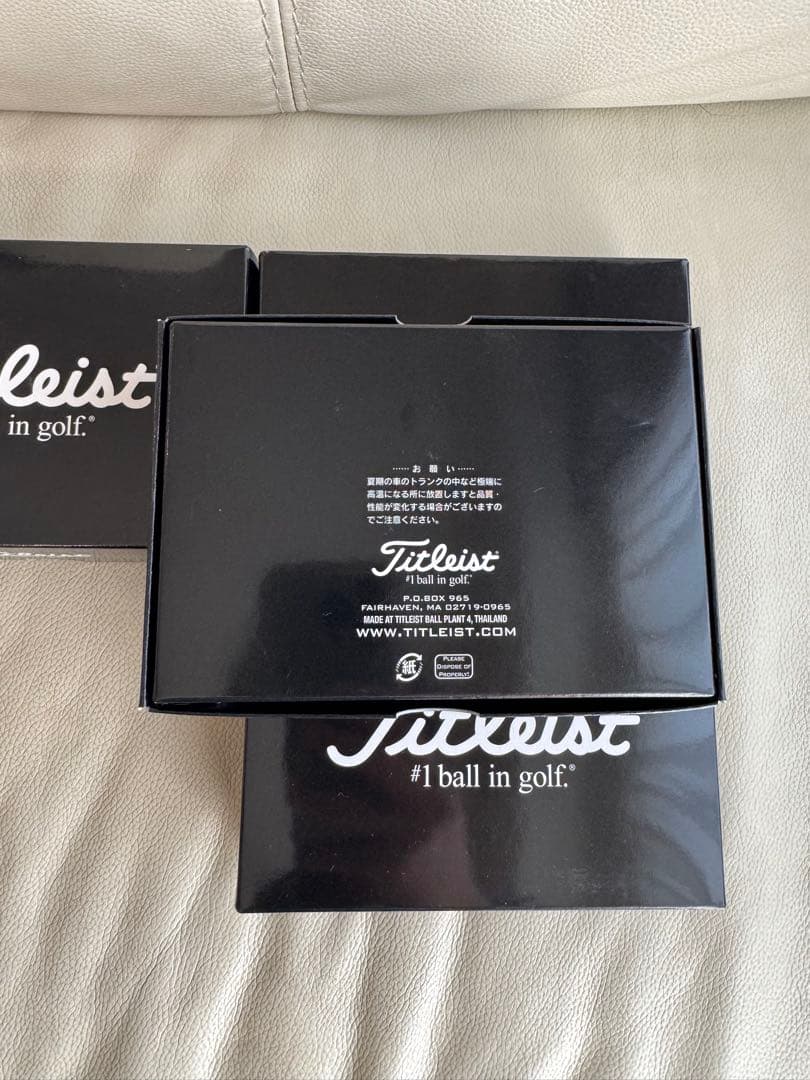 leist
in golf.®
……お願い……
夏期の車のトランクの中など極端に
高温になる所に放置しますと品質・
性能が変化する場合がございますの
でご注意ください。
Titleist®
#1 ball in golf.®
P.O.BOX 965
FAIRHAVEN, MA 02719-0965
MADE AT TITLEIST BALL PLANT 4, THAILAND
WWW.TITLEIST.COM
紙
PLEASE
DISPOSE OF
PROPERLY!
Titleist
#1 ball in golf.®